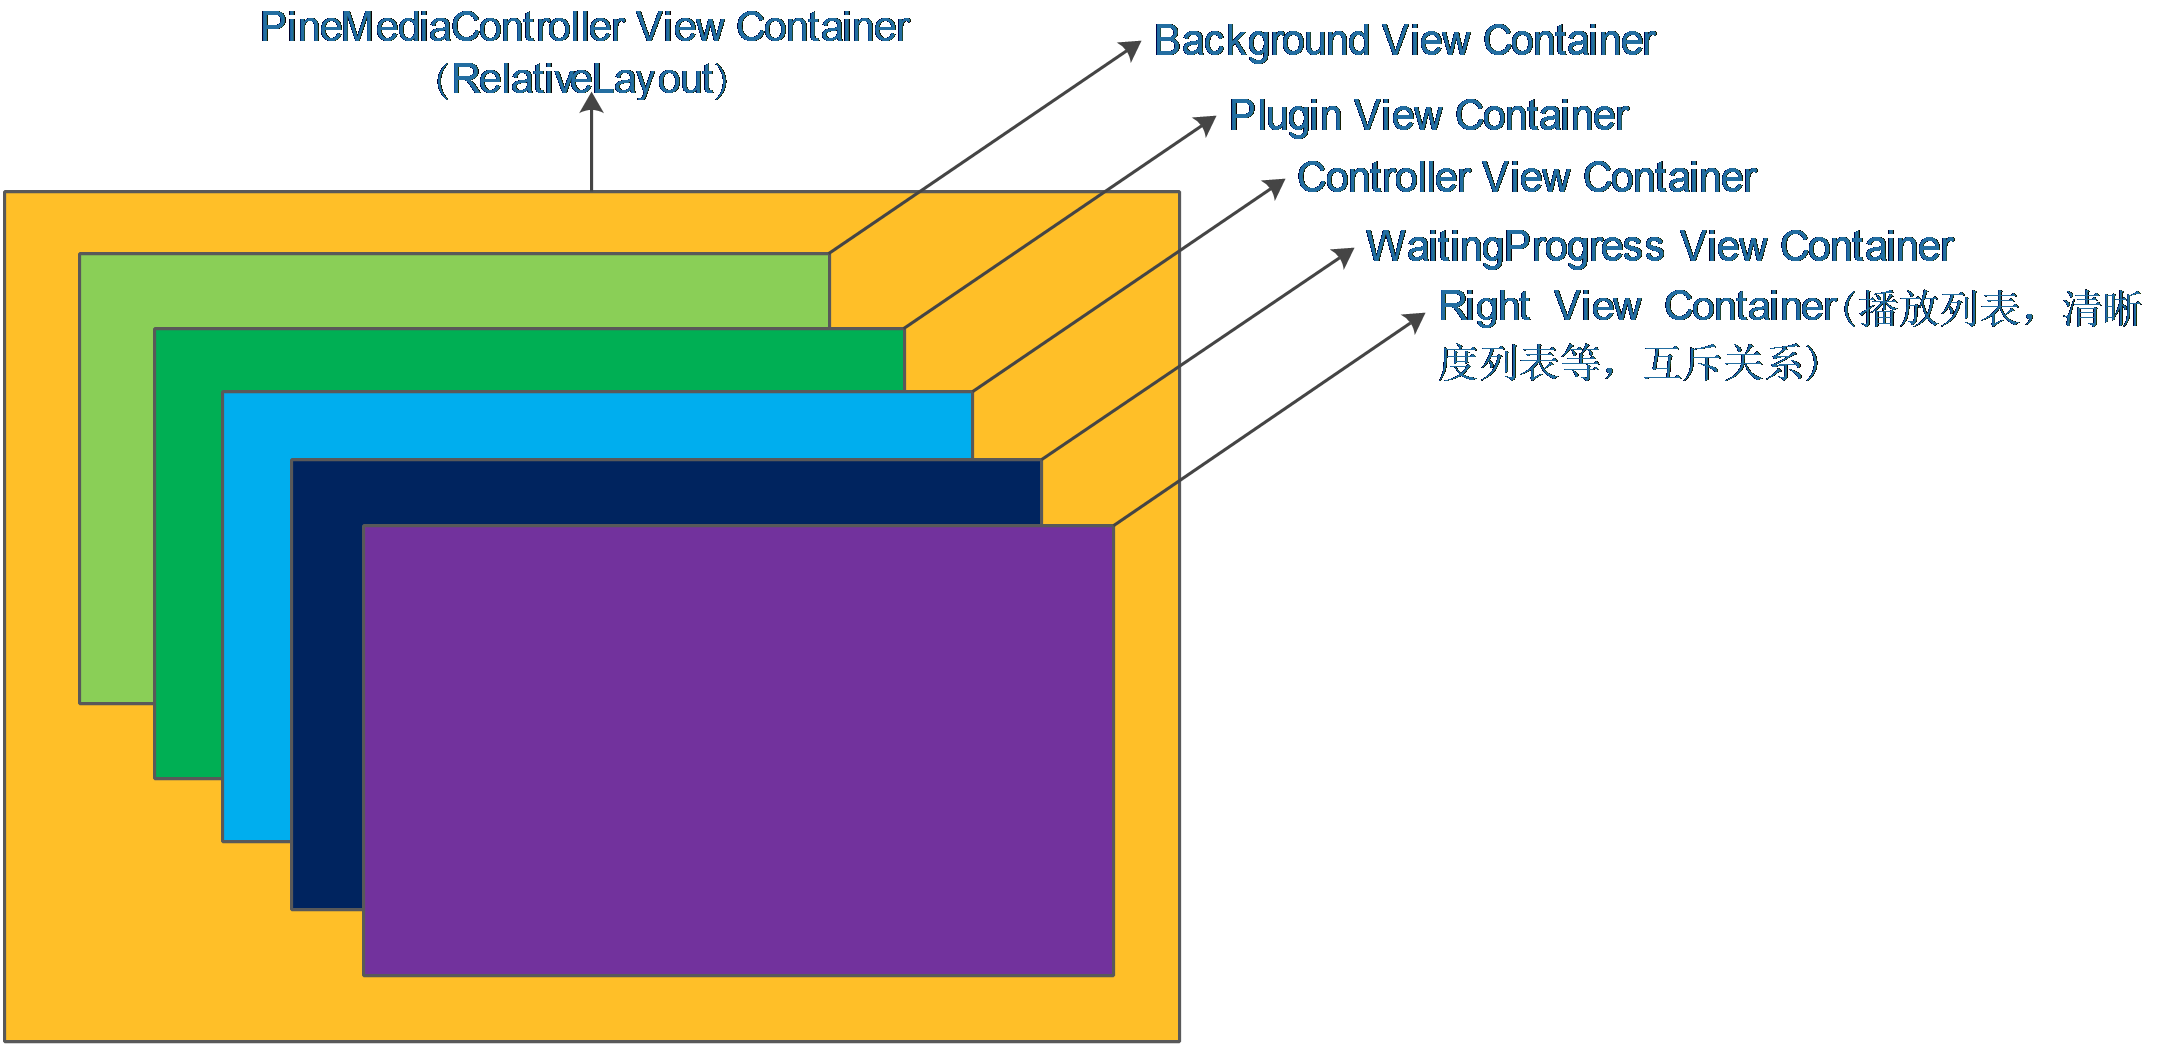 PineMediaController View Container
（RelativeLayout）
Background View Container
Plugin View Container
Controller View Container
WaitingProgress View Container
Right View Container(播放列表，清晰
度列表等，互斥关系）